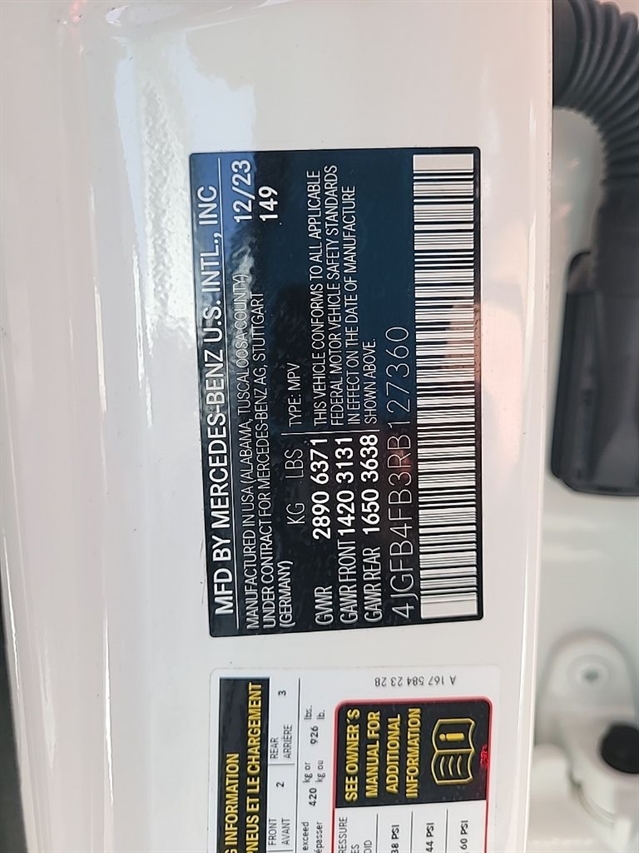 MFD BY MERCEDES-BENZ U.S. INTL., INC
MANUFACTURED IN USA (ALABAMA, TUSCALOOSA COUNTY) 12/23
UNDER CONTRACT FOR MERCEDES-BENZ AG, STUTTGART 149
(GERMANY) KG LBS TYPE: MPV
GVWR 2890 6371 THIS VEHICLE CONFORMS TO ALL APPLICABLE
FEDERAL MOTOR VEHICLE SAFETY STANDARDS
GAWR FRONT 1420 3131 IN EFFECT ON THE DATE OF MANUFACTURE
GAWR REAR 1650 3638 SHOWN ABOVE.
4JGFB4FB3RB127360
INFORMATION
ET LE CHARGEMENT
FRONT 2 REAR 3
AVANT ARRIÈRE
exceed 420 kg or 926 lbs.
kg ou lb.
SEE OWNER'S
MANUAL FOR
ADDITIONAL
INFORMATION
38 PSI
44 PSI
60 PSI
A 167 584 23 28